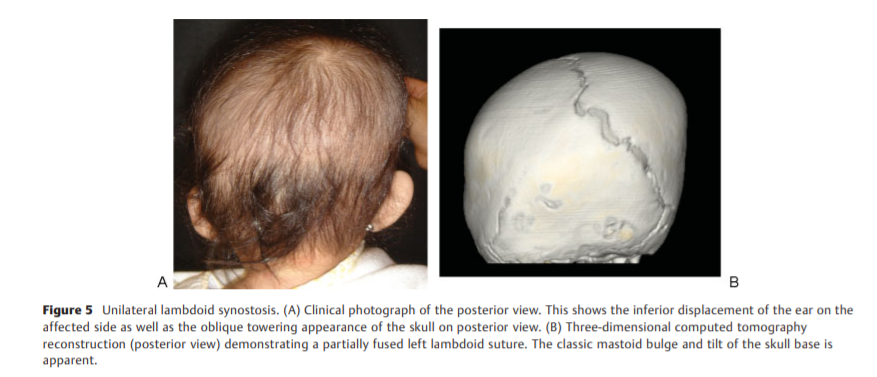 A
B
Figure 5 Unilateral lambdoid synostosis. (A) Clinical photograph of the posterior view. This shows the inferior displacement of the ear on the
affected side as well as the oblique towering appearance of the skull on posterior view. (B) Three-dimensional computed tomography
reconstruction (posterior view) demonstrating a partially fused left lambdoid suture. The classic mastoid bulge and tilt of the skull base is
apparent.